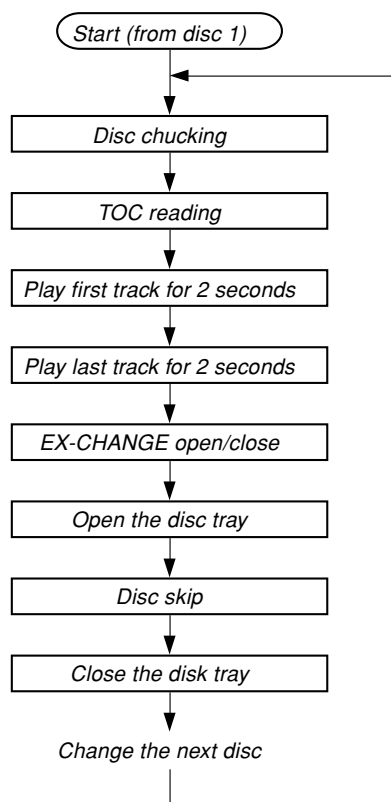 Start (from disc 1)
Disc chucking
TOC reading
Play first track for 2 seconds
Play last track for 2 seconds
EX-CHANGE open/close
Open the disc tray
Disc skip
Close the disk tray
Change the next disc